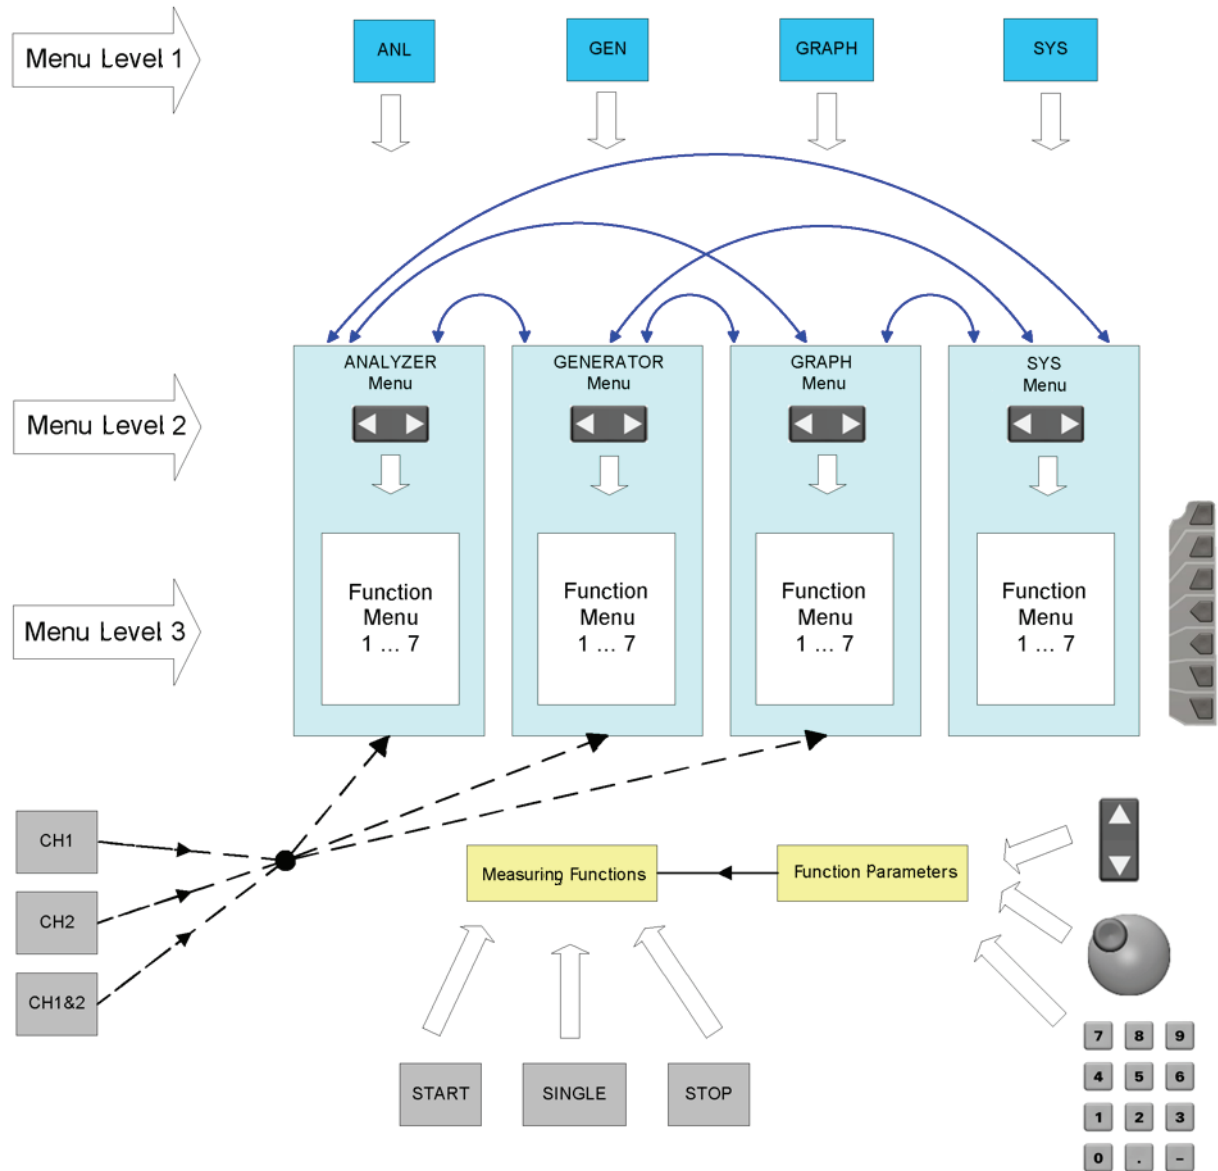 Menu Level 1
ANL
GEN
GRAPH
SYS
Menu Level 2
ANALYZER
Menu
GENERATOR
Menu
GRAPH
Menu
SYS
Menu
Menu Level 3
Function
Menu
1 ... 7
Function
Menu
1 ... 7
Function
Menu
1 ... 7
Function
Menu
1 ... 7
CH1
CH2
CH1&2
Measuring Functions
Function Parameters
START
SINGLE
STOP
7 8 9
4 5 6
1 2 3
0 . –